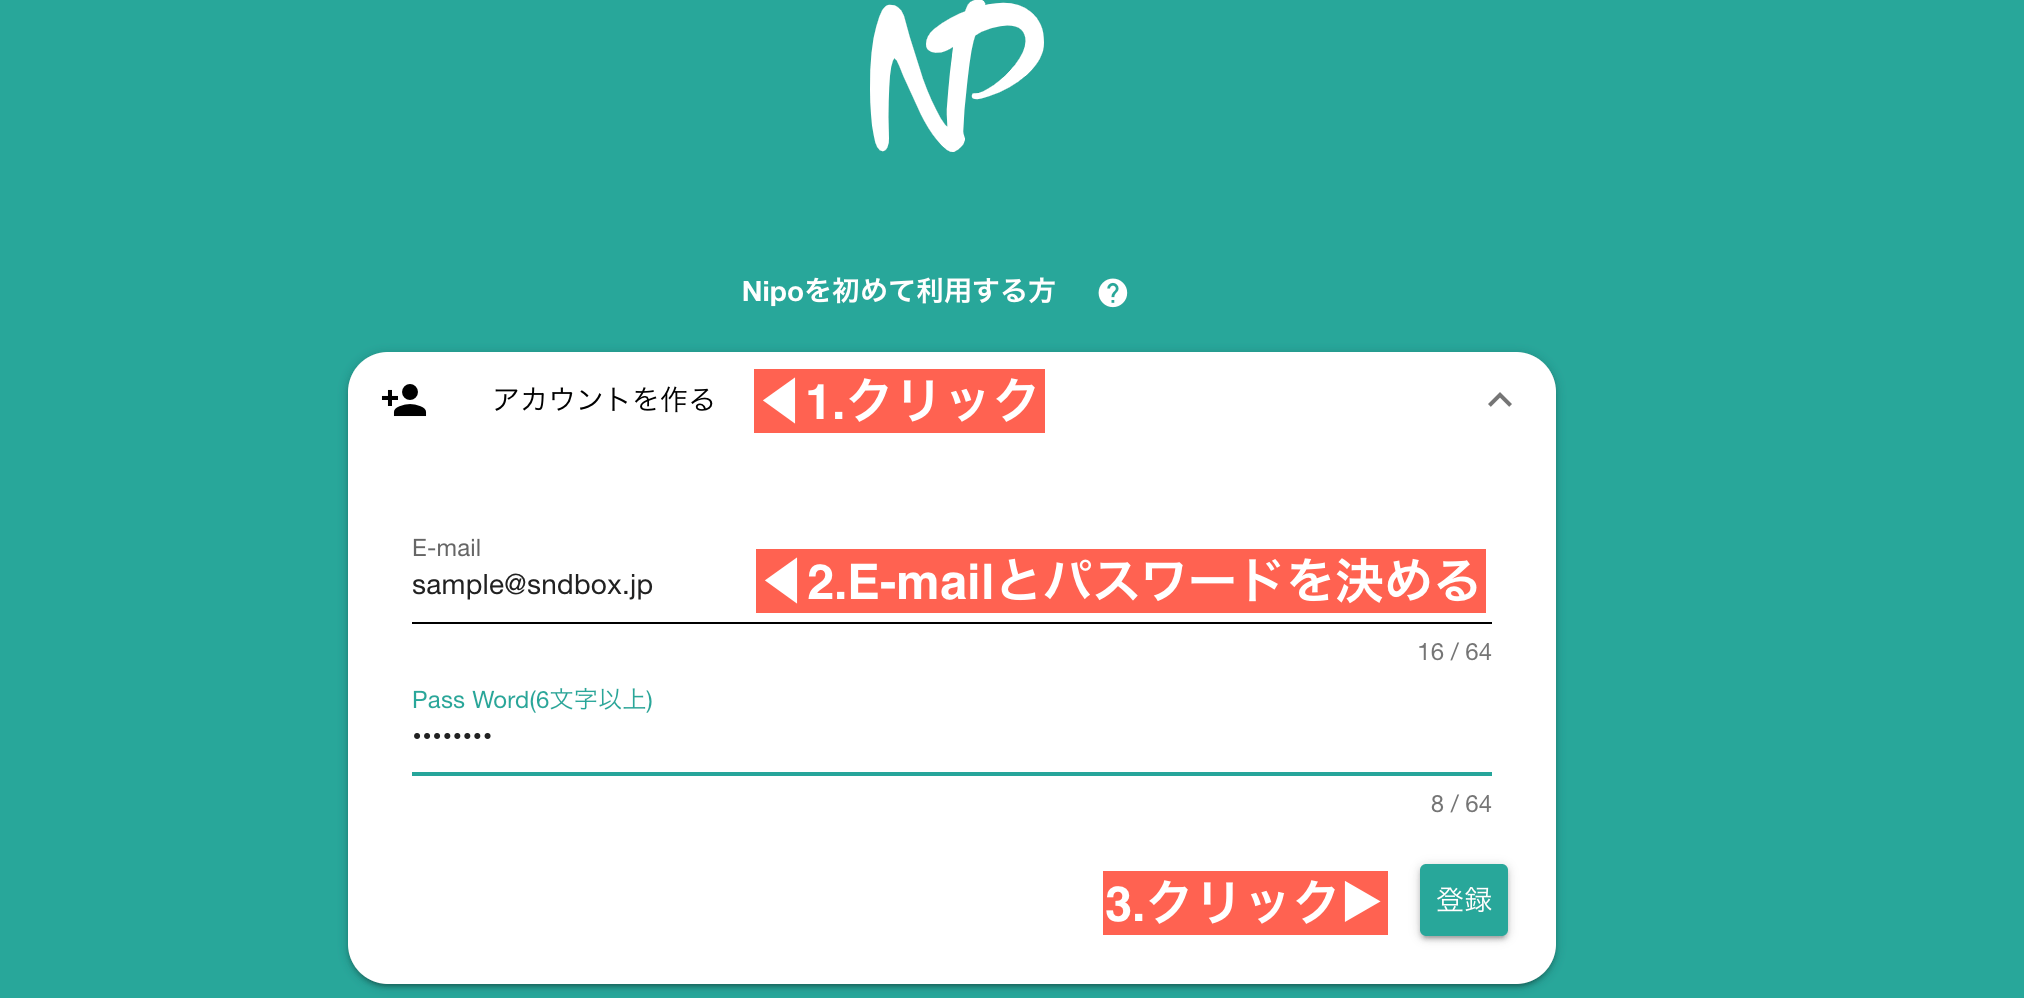 NP
Nipoを初めて利用する方 ?
アカウントを作る ◀1.クリック
E-mail
sample@sndbox.jp ◀2.E-mailとパスワードを決める
16 / 64
Pass Word(6文字以上)
••••••••
8 / 64
3.クリック▶ 登録